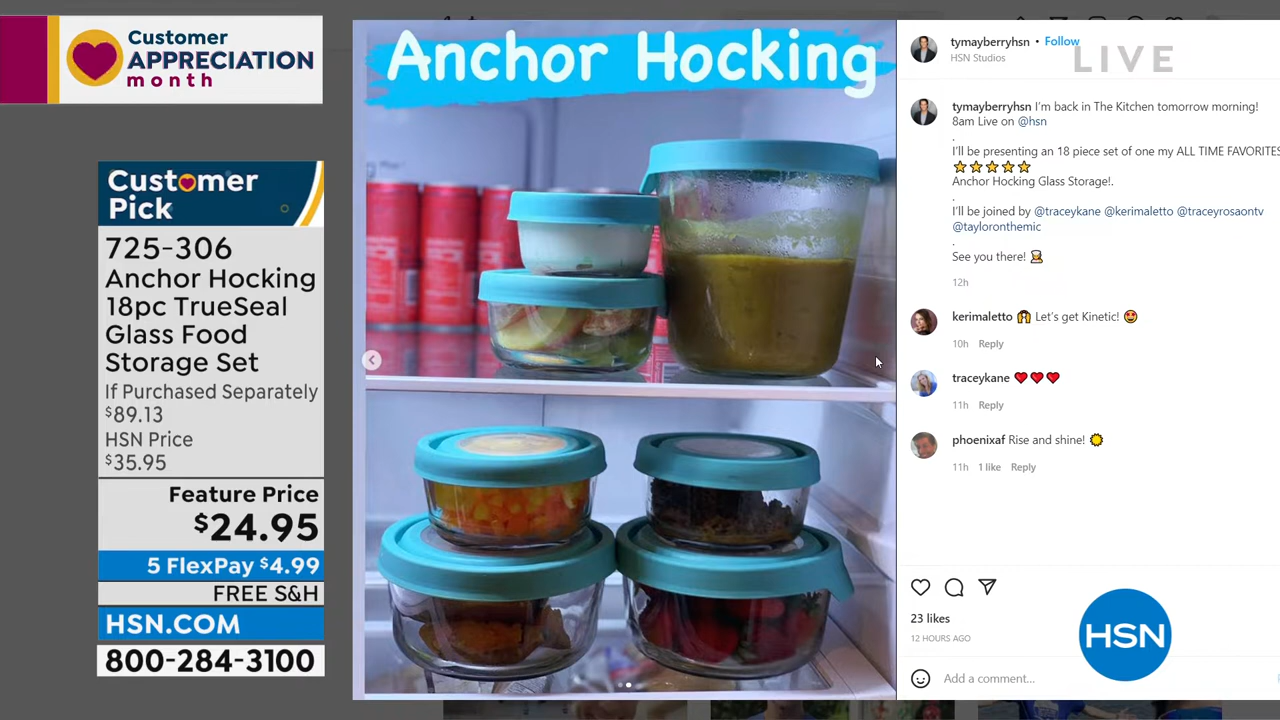 Customer
APPRECIATION
month
Customer
Pick
725-306
Anchor Hocking
18pc TrueSeal
Glass Food
Storage Set
If Purchased Separately
$89.13
HSN Price
$35.95
Feature Price
$24.95
5 FlexPay $4.99
FREE S&H
HSN.COM
800-284-3100
Anchor Hocking
tymayberryhsn • Follow
HSN Studios
LIVE
tymayberryhsn I'm back in The Kitchen tomorrow morning!
8am Live on @hsn
.
I'll be presenting an 18 piece set of one my ALL TIME FAVORITES
Anchor Hocking Glass Storage!.
.
I'll be joined by @traceykane @kerimaletto @traceyrosaontv
@tayloronthemic
.
See you there!
12h
kerimaletto Let's get Kinetic!
10h Reply
traceykane
11h Reply
phoenixaf Rise and shine!
11h 1 like Reply
23 likes
12 HOURS AGO
HSN
Add a comment...